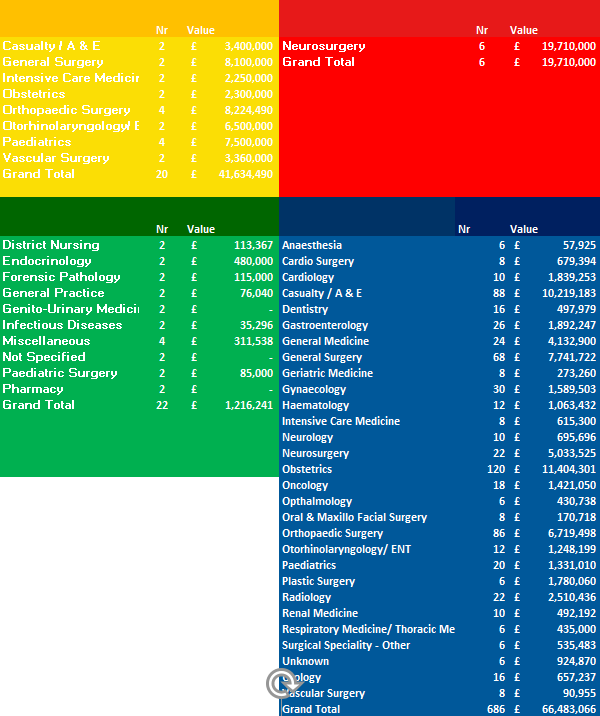 Nr Value
Casualty / A & E 2 £ 3,400,000
General Surgery 2 £ 8,100,000
Intensive Care Medicir 2 £ 2,250,000
Obstetrics 2 £ 2,300,000
Orthopaedic Surgery 4 £ 8,224,490
Otorhinolaryngology/ E 2 £ 6,500,000
Paediatrics 4 £ 7,500,000
Vascular Surgery 2 £ 3,360,000
Grand Total 20 £ 41,634,490
Nr Value
Neurosurgery 6 £ 19,710,000
Grand Total 6 £ 19,710,000
Nr Value
District Nursing 2 £ 113,367
Endocrinology 2 £ 480,000
Forensic Pathology 2 £ 115,000
General Practice 2 £ 76,040
Genito-Urinary Medicii 2 £ -
Infectious Diseases 2 £ 35,296
Miscellaneous 4 £ 311,538
Not Specified 2 £ -
Paediatric Surgery 2 £ 85,000
Pharmacy 2 £ -
Grand Total 22 £ 1,216,241
Nr Value
Anaesthesia 6 £ 57,925
Cardio Surgery 8 £ 679,394
Cardiology 10 £ 1,839,253
Casualty / A & E 88 £ 10,219,183
Dentistry 16 £ 497,979
Gastroenterology 26 £ 1,892,247
General Medicine 24 £ 4,132,900
General Surgery 68 £ 7,741,722
Geriatric Medicine 8 £ 273,260
Gynaecology 30 £ 1,589,503
Haematology 12 £ 1,063,432
Intensive Care Medicine 8 £ 615,300
Neurology 10 £ 695,696
Neurosurgery 22 £ 5,033,525
Obstetrics 120 £ 11,404,301
Oncology 18 £ 1,421,050
Opthalmology 6 £ 430,738
Oral & Maxillo Facial Surgery 8 £ 170,718
Orthopaedic Surgery 86 £ 6,719,498
Otorhinolaryngology/ ENT 12 £ 1,248,199
Paediatrics 20 £ 1,331,010
Plastic Surgery 6 £ 1,780,060
Radiology 22 £ 2,510,436
Renal Medicine 10 £ 492,192
Respiratory Medicine/ Thoracic Me 6 £ 435,000
Surgical Speciality - Other 6 £ 535,483
Unknown 6 £ 924,870
16 £ 657,237
Surgery 8 £ 90,955
Grand Total 686 £ 66,483,066